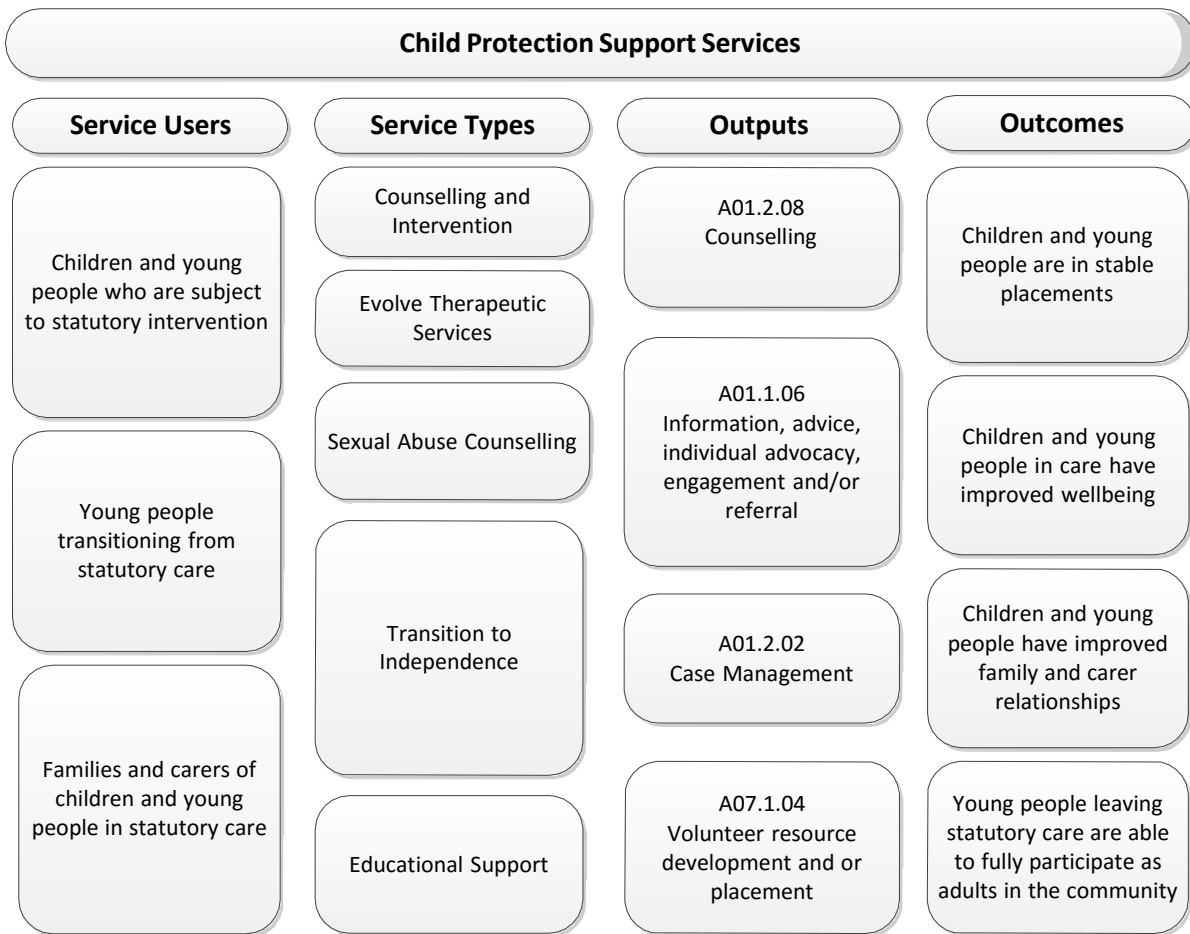 Child Protection Support Services
Service Users
Children and young
people who are subject
to statutory intervention
Young people
transitioning from
statutory care
Families and carers of
children and young
people in statutory care
Service Types
Counselling and
Intervention
Evolve Therapeutic
Services
Sexual Abuse Counselling
Transition to
Independence
Educational Support
Outputs
A01.2.08
Counselling
A01.1.06
Information, advice,
individual advocacy,
engagement and/or
referral
A01.2.02
Case Management
A07.1.04
Volunteer resource
development and or
placement
Outcomes
Children and young
people are in stable
placements
Children and young
people in care have
improved wellbeing
Children and young
people have improved
family and carer
relationships
Young people leaving
statutory care are able
to fully participate as
adults in the community